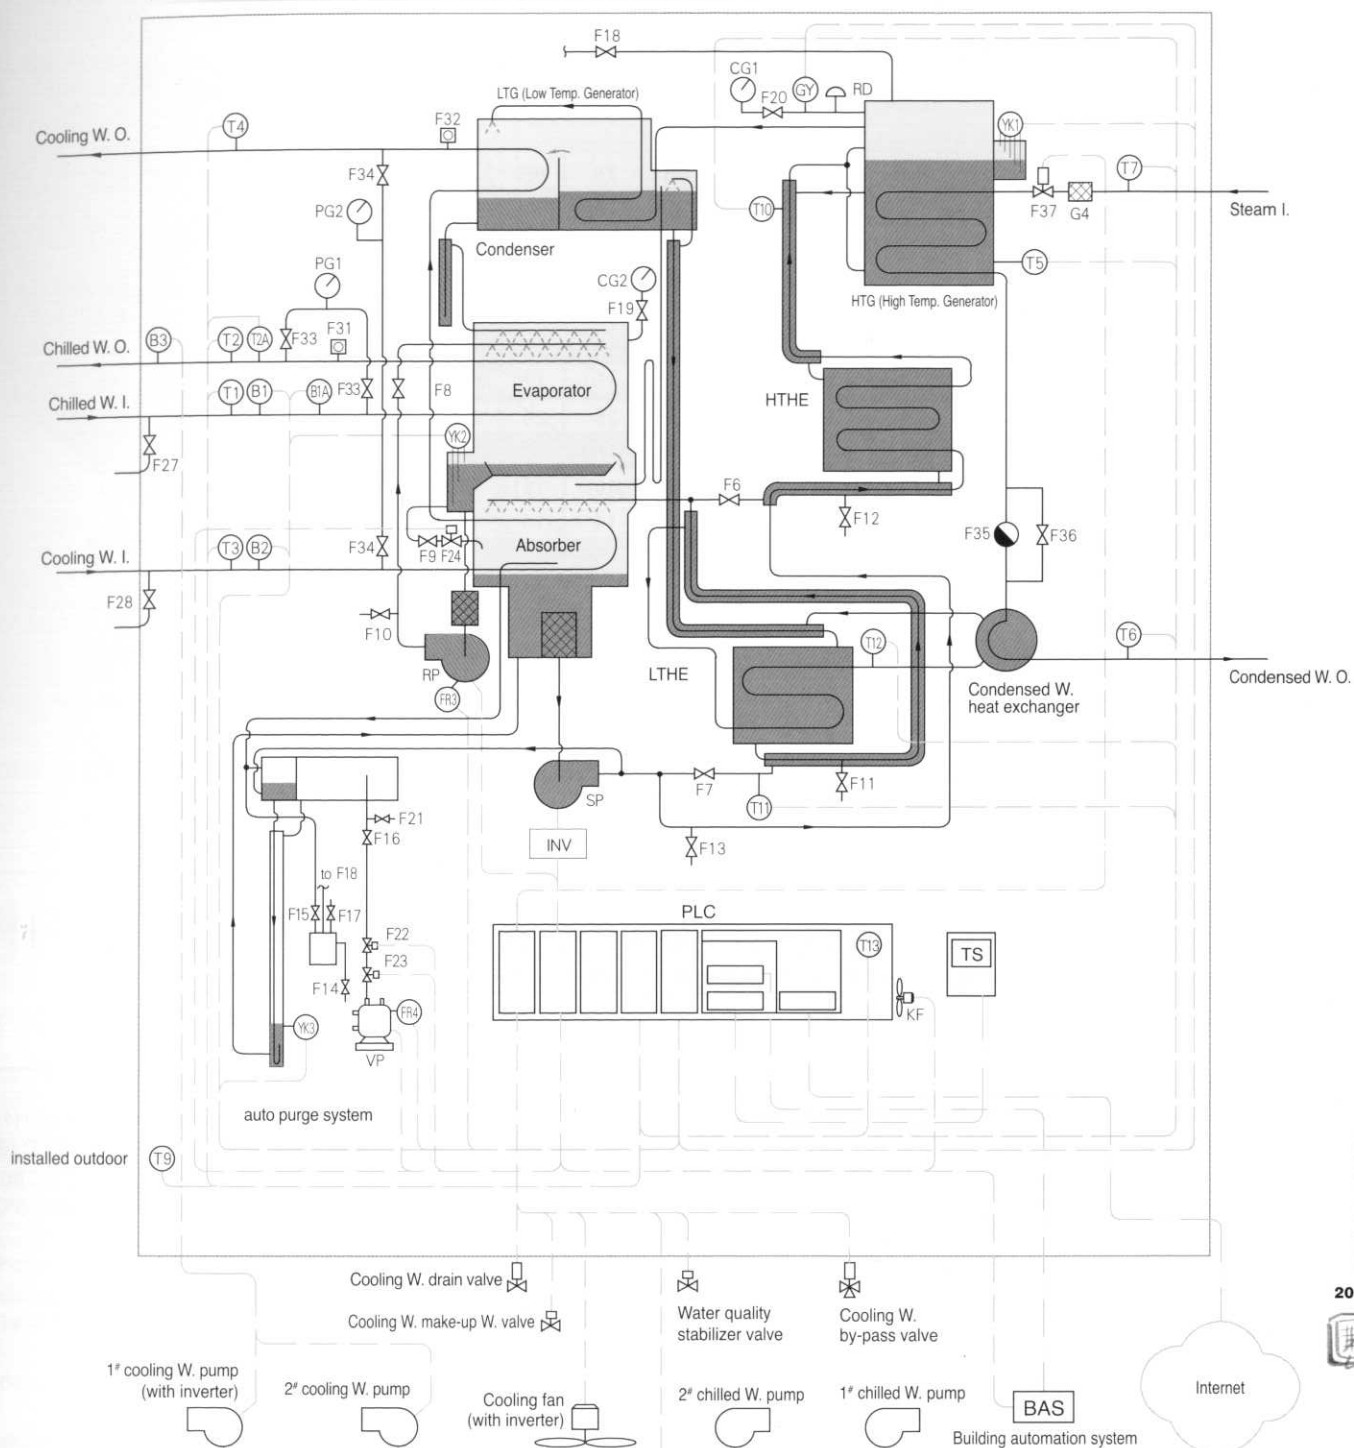 F18
CG1
F20
GY
RD
LTG (Low Temp. Generator)
YK1
Cooling W. O.
T4
F32
F34
T7
PG2
T10
F37
G4
Steam I.
Condenser
T5
PG1
CG2
HTG (High Temp. Generator)
F19
B3
T2
T2A
F33
F31
Chilled W. O.
Evaporator
T1
B1
B1A
F33
F8
HTHE
Chilled W. I.
YK2
F27
F6
F12
F35
F36
T3
B2
F34
F9
F24
Absorber
Cooling W. I.
F28
F10
T12
T6
RP
LTHE
Condensed W. O.
FR3
Condensed W.
heat exchanger
SP
F7
T11
F11
F21
F16
INV
F13
to F18
F15
F17
PLC
F22
T13
TS
F23
F14
KF
FR4
YK3
VP
auto purge system
installed outdoor
T9
Cooling W. drain valve
20
Cooling W. make-up W. valve
Water quality
stabilizer valve
Cooling W.
by-pass valve
1# cooling W. pump
(with inverter)
2# cooling W. pump
Cooling fan
(with inverter)
2# chilled W. pump
1# chilled W. pump
Internet
BAS
Building automation system